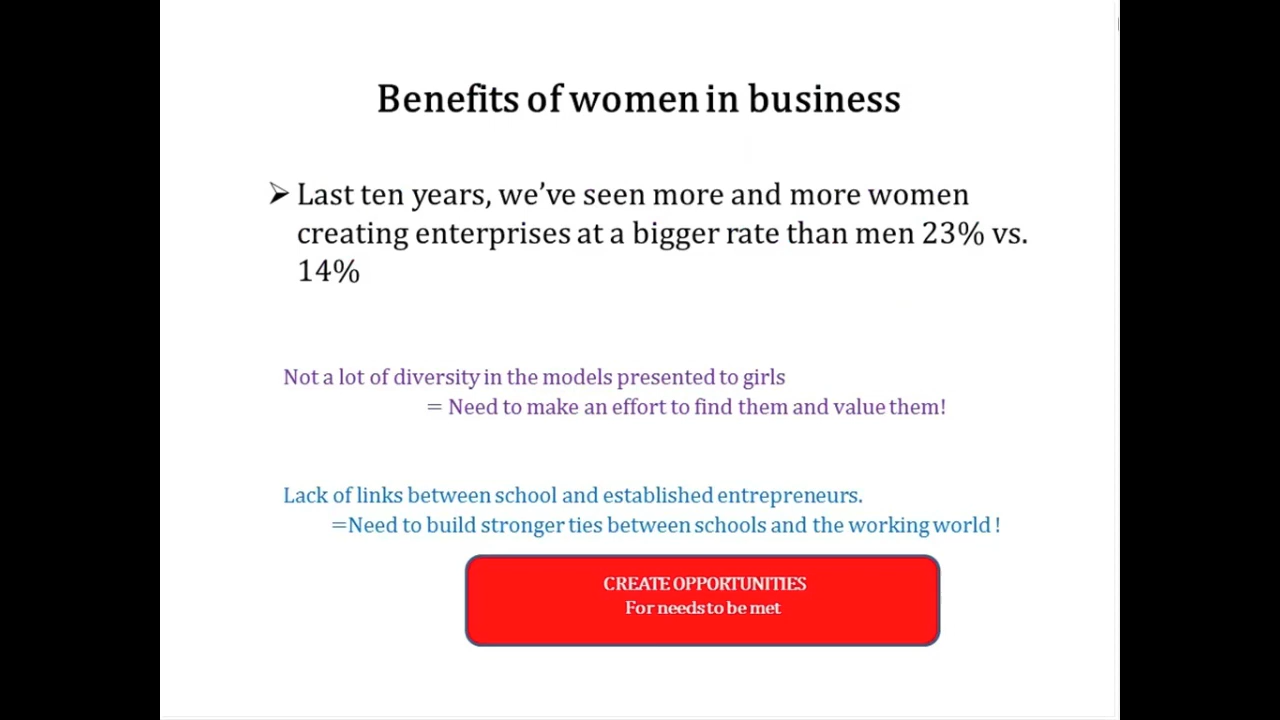 Benefits of women in business
➢ Last ten years, we've seen more and more women
creating enterprises at a bigger rate than men 23% vs.
14%
Not a lot of diversity in the models presented to girls
= Need to make an effort to find them and value them!
Lack of links between school and established entrepreneurs.
=Need to build stronger ties between schools and the working world !
CREATE OPPORTUNITIES
For needs to be met